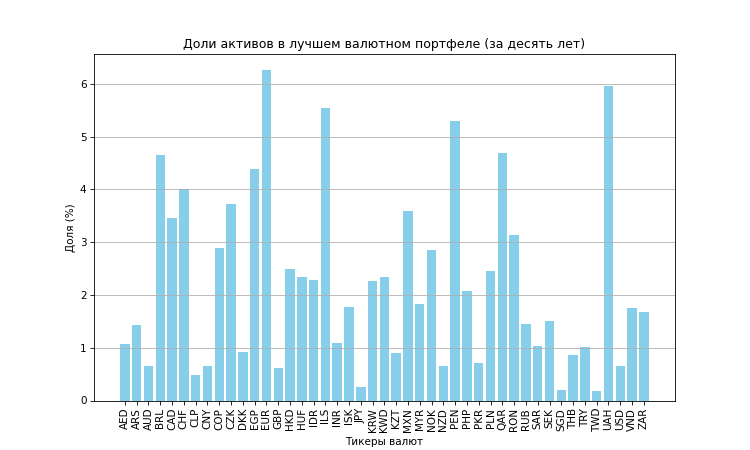 Доли активов в лучшем валютном портфеле (за десять лет)
Доля (%)
6
5
4
3
2
1
0
AED ARS AUD BRL CAD CHF CLP CNY COP CZK DKK EGP EUR GBP HKD HUF IDR ILS INR ISK JPY KRW KWD KZT MXN MYR NOK NZD PEN PHP PKR PLN QAR RON RUB SAR SEK SGD THB TRY TWD UAH USD VND ZAR
Тикеры валют